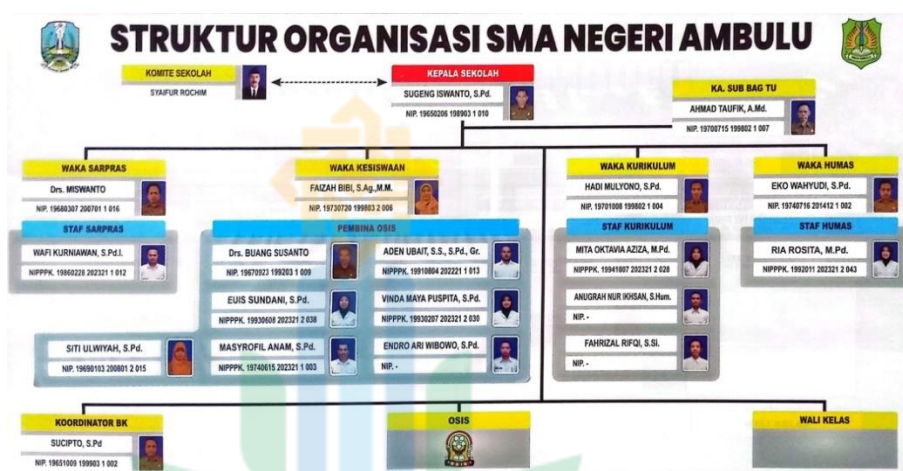 STRUKTUR ORGANISASI SMA NEGERI AMBULU
KOMITE SEKOLAH
SYAIFUR ROCHIM
KEPALA SEKOLAH
SUGENG ISWANTO, S.Pd.
NIP. 19650206 198903 1 010
KA. SUB BAG TU
AHMAD TAUFIK, A.Md.
NIP. 19700715 199802 1 007
WAKA SARPRAS
Drs. MISWANTO
NIP. 19680307 200701 1 016
WAKA KESISWAAN
FAIZAH BIBI, S.Ag.,M.M.
NIP. 19730720 199803 2 006
WAKA KURIKULUM
HADI MULYONO, S.Pd.
NIP. 19701008 199802 1 004
WAKA HUMAS
EKO WAHYUDI, S.Pd.
NIP. 19740716 201412 1 002
STAF SARPRAS
WAFI KURNIAWAN, S.Pd.I.
NIPPPK. 19860228 202321 1 012
PEMBINA OSIS
Drs. BUANG SUSANTO
NIP. 19670923 199203 1 009
ADEN UBAIT, S.S., S.Pd., Gr.
NIPPPK. 19910804 202221 1 013
EUIS SUNDANI, S.Pd.
NIPPPK. 19930608 202321 2 038
VINDA MAYA PUSPITA, S.Pd.
NIPPPK. 19930207 202321 2 030
SITI ULWIYAH, S.Pd.
NIP. 19690103 200801 2 015
MASYROFIL ANAM, S.Pd.
NIPPPK. 19740615 202321 1 003
ENDRO ARI WIBOWO, S.Pd.
NIP. -
STAF KURIKULUM
MITA OKTAVIA AZIZA, M.Pd.
NIPPPK. 19941007 202321 2 028
ANUGRAH NUR IKHSAN, S.Hum.
NIP. -
FAHRIZAL RIFQI, S.Si.
NIP. -
STAF HUMAS
RIA ROSITA, M.Pd.
NIPPPK. 1992011 202321 2 043
KOORDINATOR BK
SUCIPTO, S.Pd
NIP. 19651009 199903 1 002
OSIS
WALI KELAS